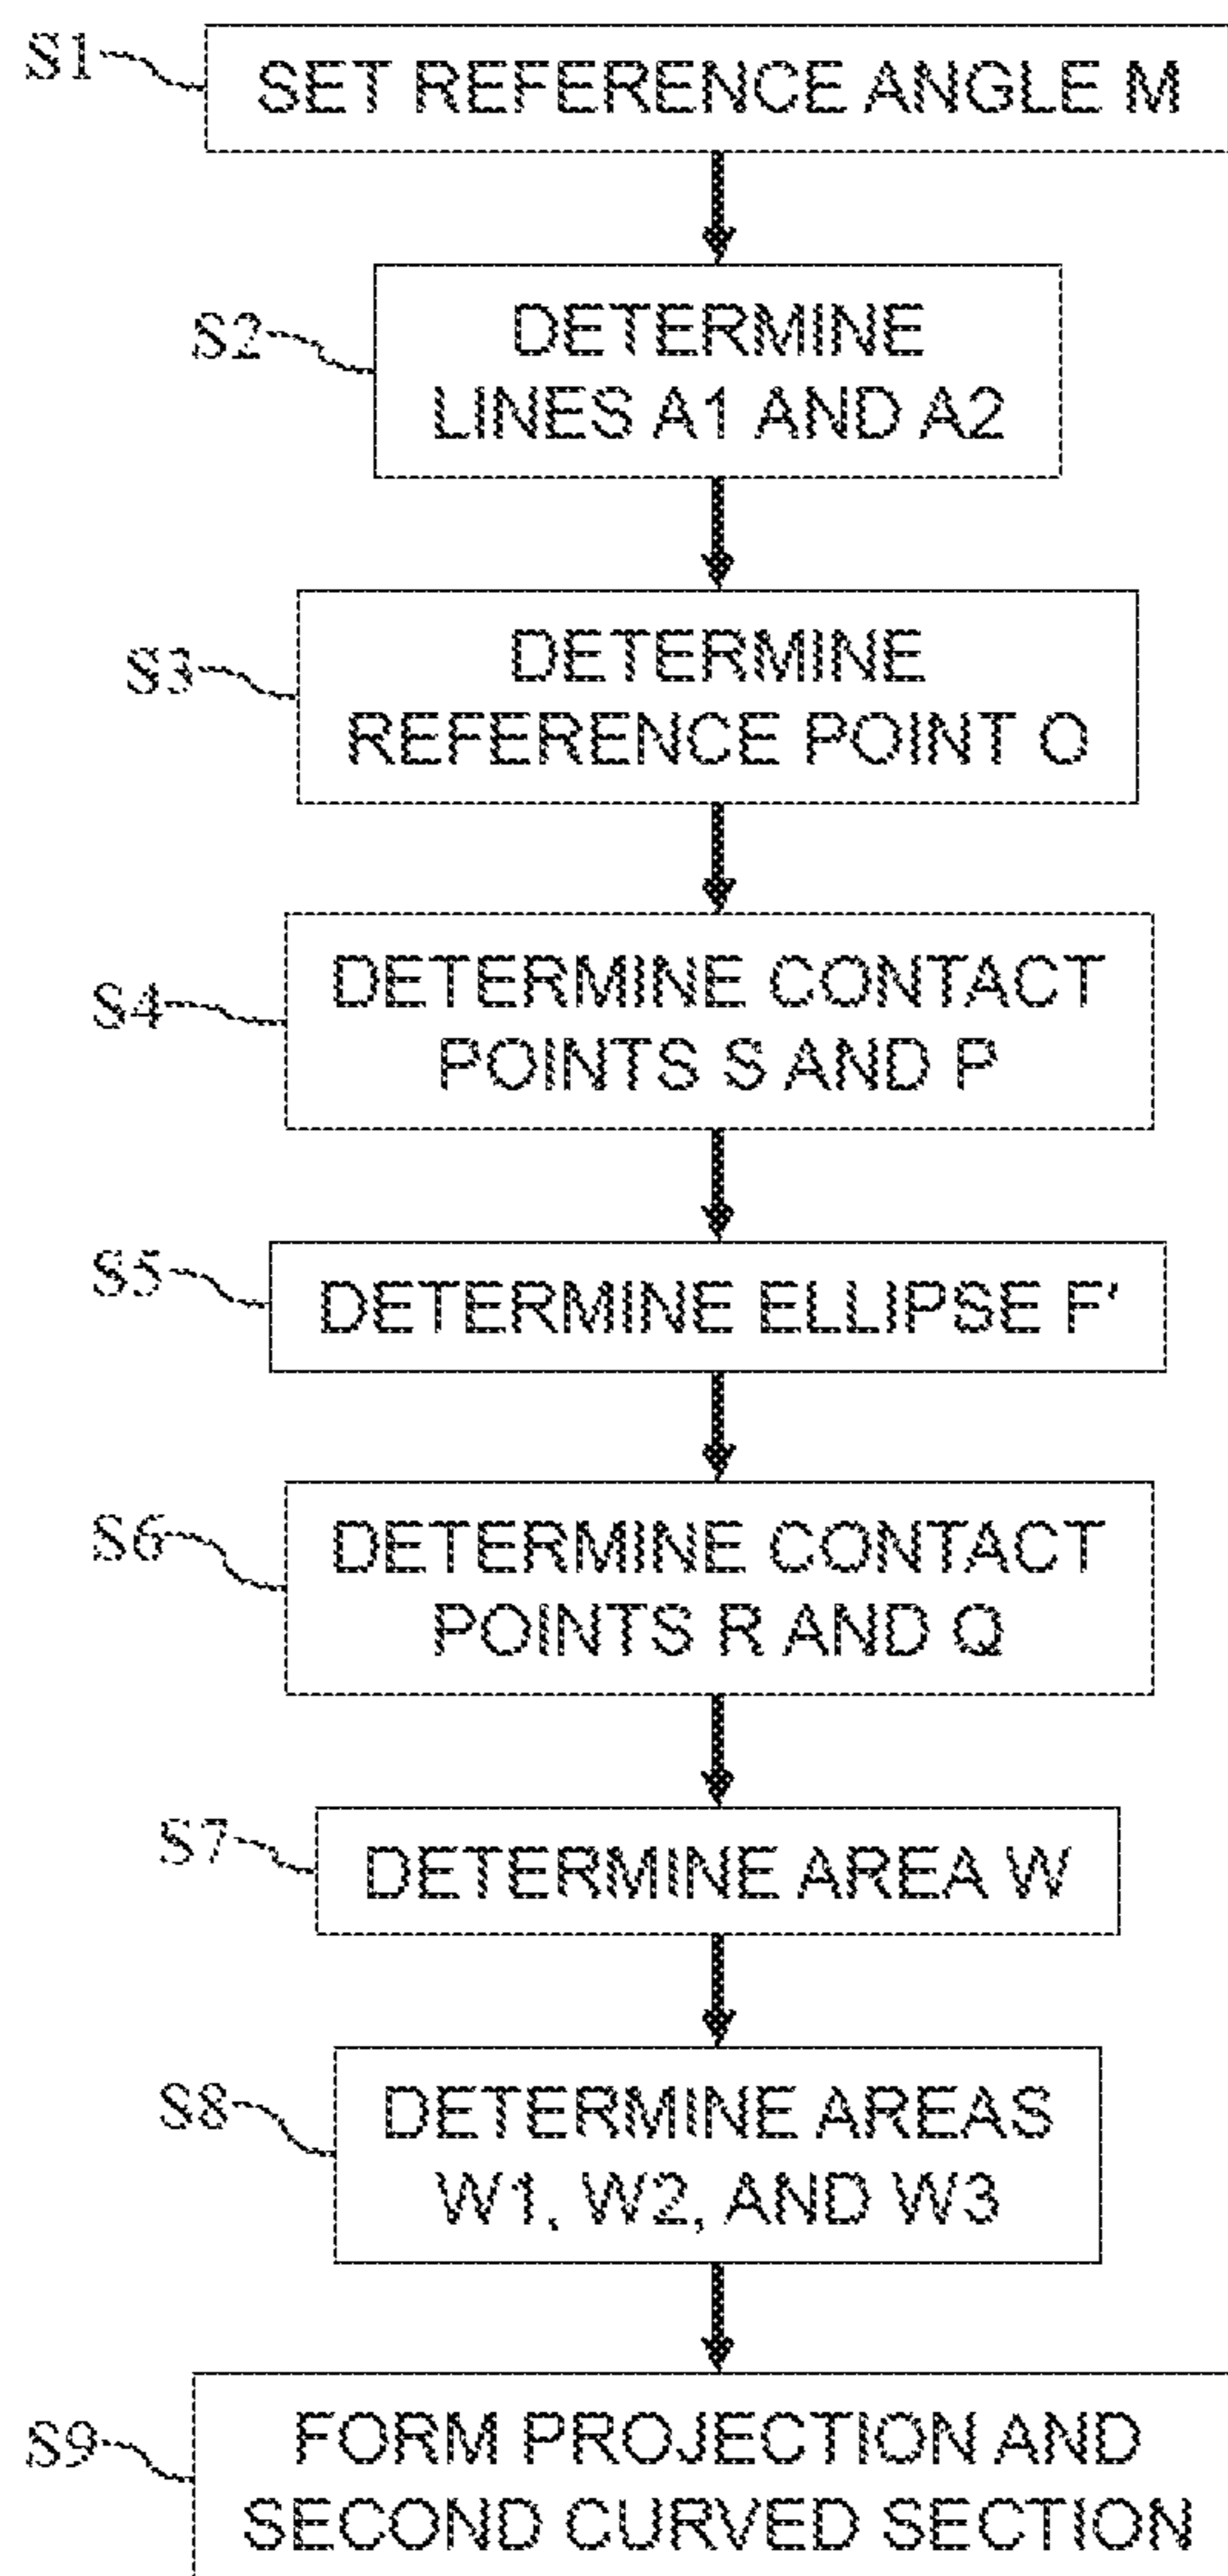 S1
SET REFERENCE ANGLE M
S2
DETERMINE
LINES A1 AND A2
S3
DETERMINE
REFERENCE POINT O
S4
DETERMINE CONTACT
POINTS S AND P
S5
DETERMINE ELLIPSE F'
S6
DETERMINE CONTACT
POINTS R AND Q
S7
DETERMINE AREA W
S8
DETERMINE AREAS
W1, W2, AND W3
S9
FORM PROJECTION AND
SECOND CURVED SECTION